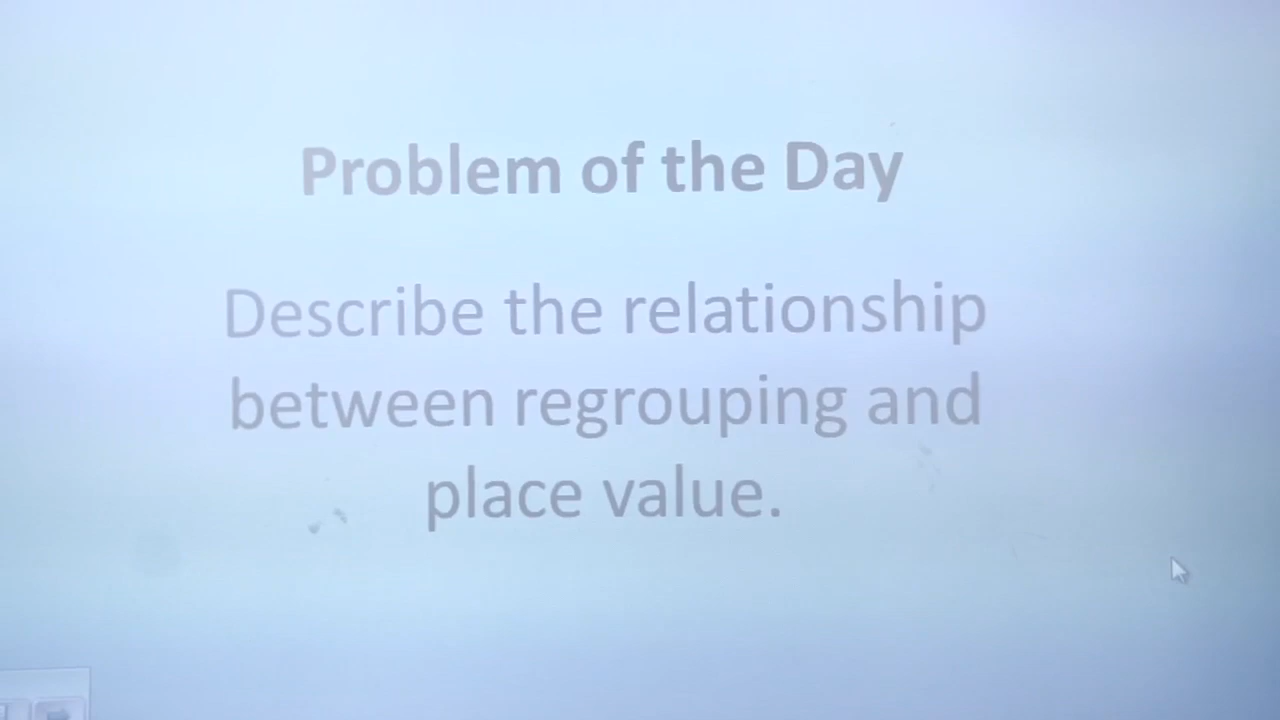 Problem of the Day
Describe the relationship
between regrouping and
place value.